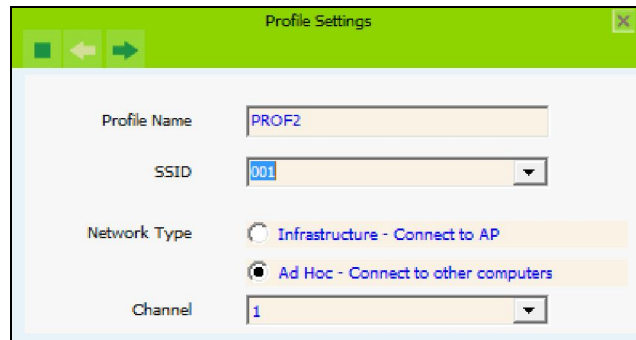 Profile Settings
Profile Name PROF2
SSID 001
Network Type Infrastructure - Connect to AP
Ad Hoc - Connect to other computers
Channel 1